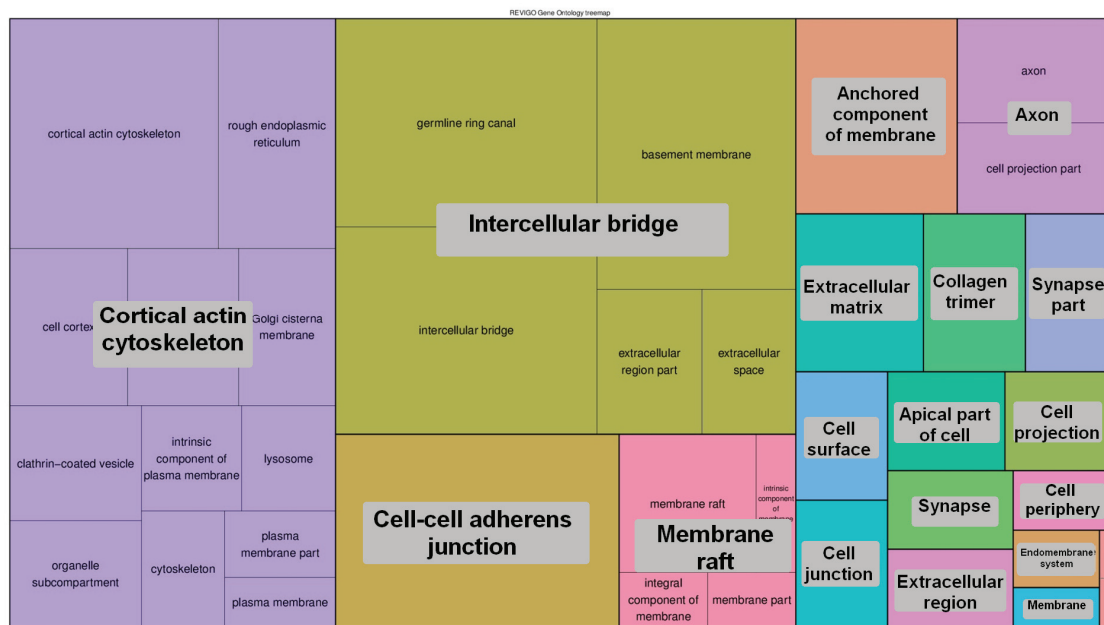 REVIGO Gene Ontology treemap
cortical actin cytoskeleton
rough endoplasmic
reticulum
cell cortex
Golgi cisterna
membrane
Cortical actin
cytoskeleton
clathrin−coated vesicle
intrinsic
component of
plasma membrane
lysosome
organelle
subcompartment
cytoskeleton
plasma
membrane part
plasma membrane
germline ring canal
basement membrane
Intercellular bridge
intercellular bridge
extracellular
region part
extracellular
space
Cell-cell adherens
junction
membrane raft
intrinsic
component
of
membrane
Membrane
raft
integral
component of
membrane
membrane part
Anchored
component
of membrane
axon
Axon
cell projection part
Extracellular
matrix
Collagen
trimer
Synapse
part
Cell
surface
Apical part
of cell
Cell
projection
Cell
junction
Synapse
Cell
periphery
Extracellular
region
Endomembrane
system
Membrane